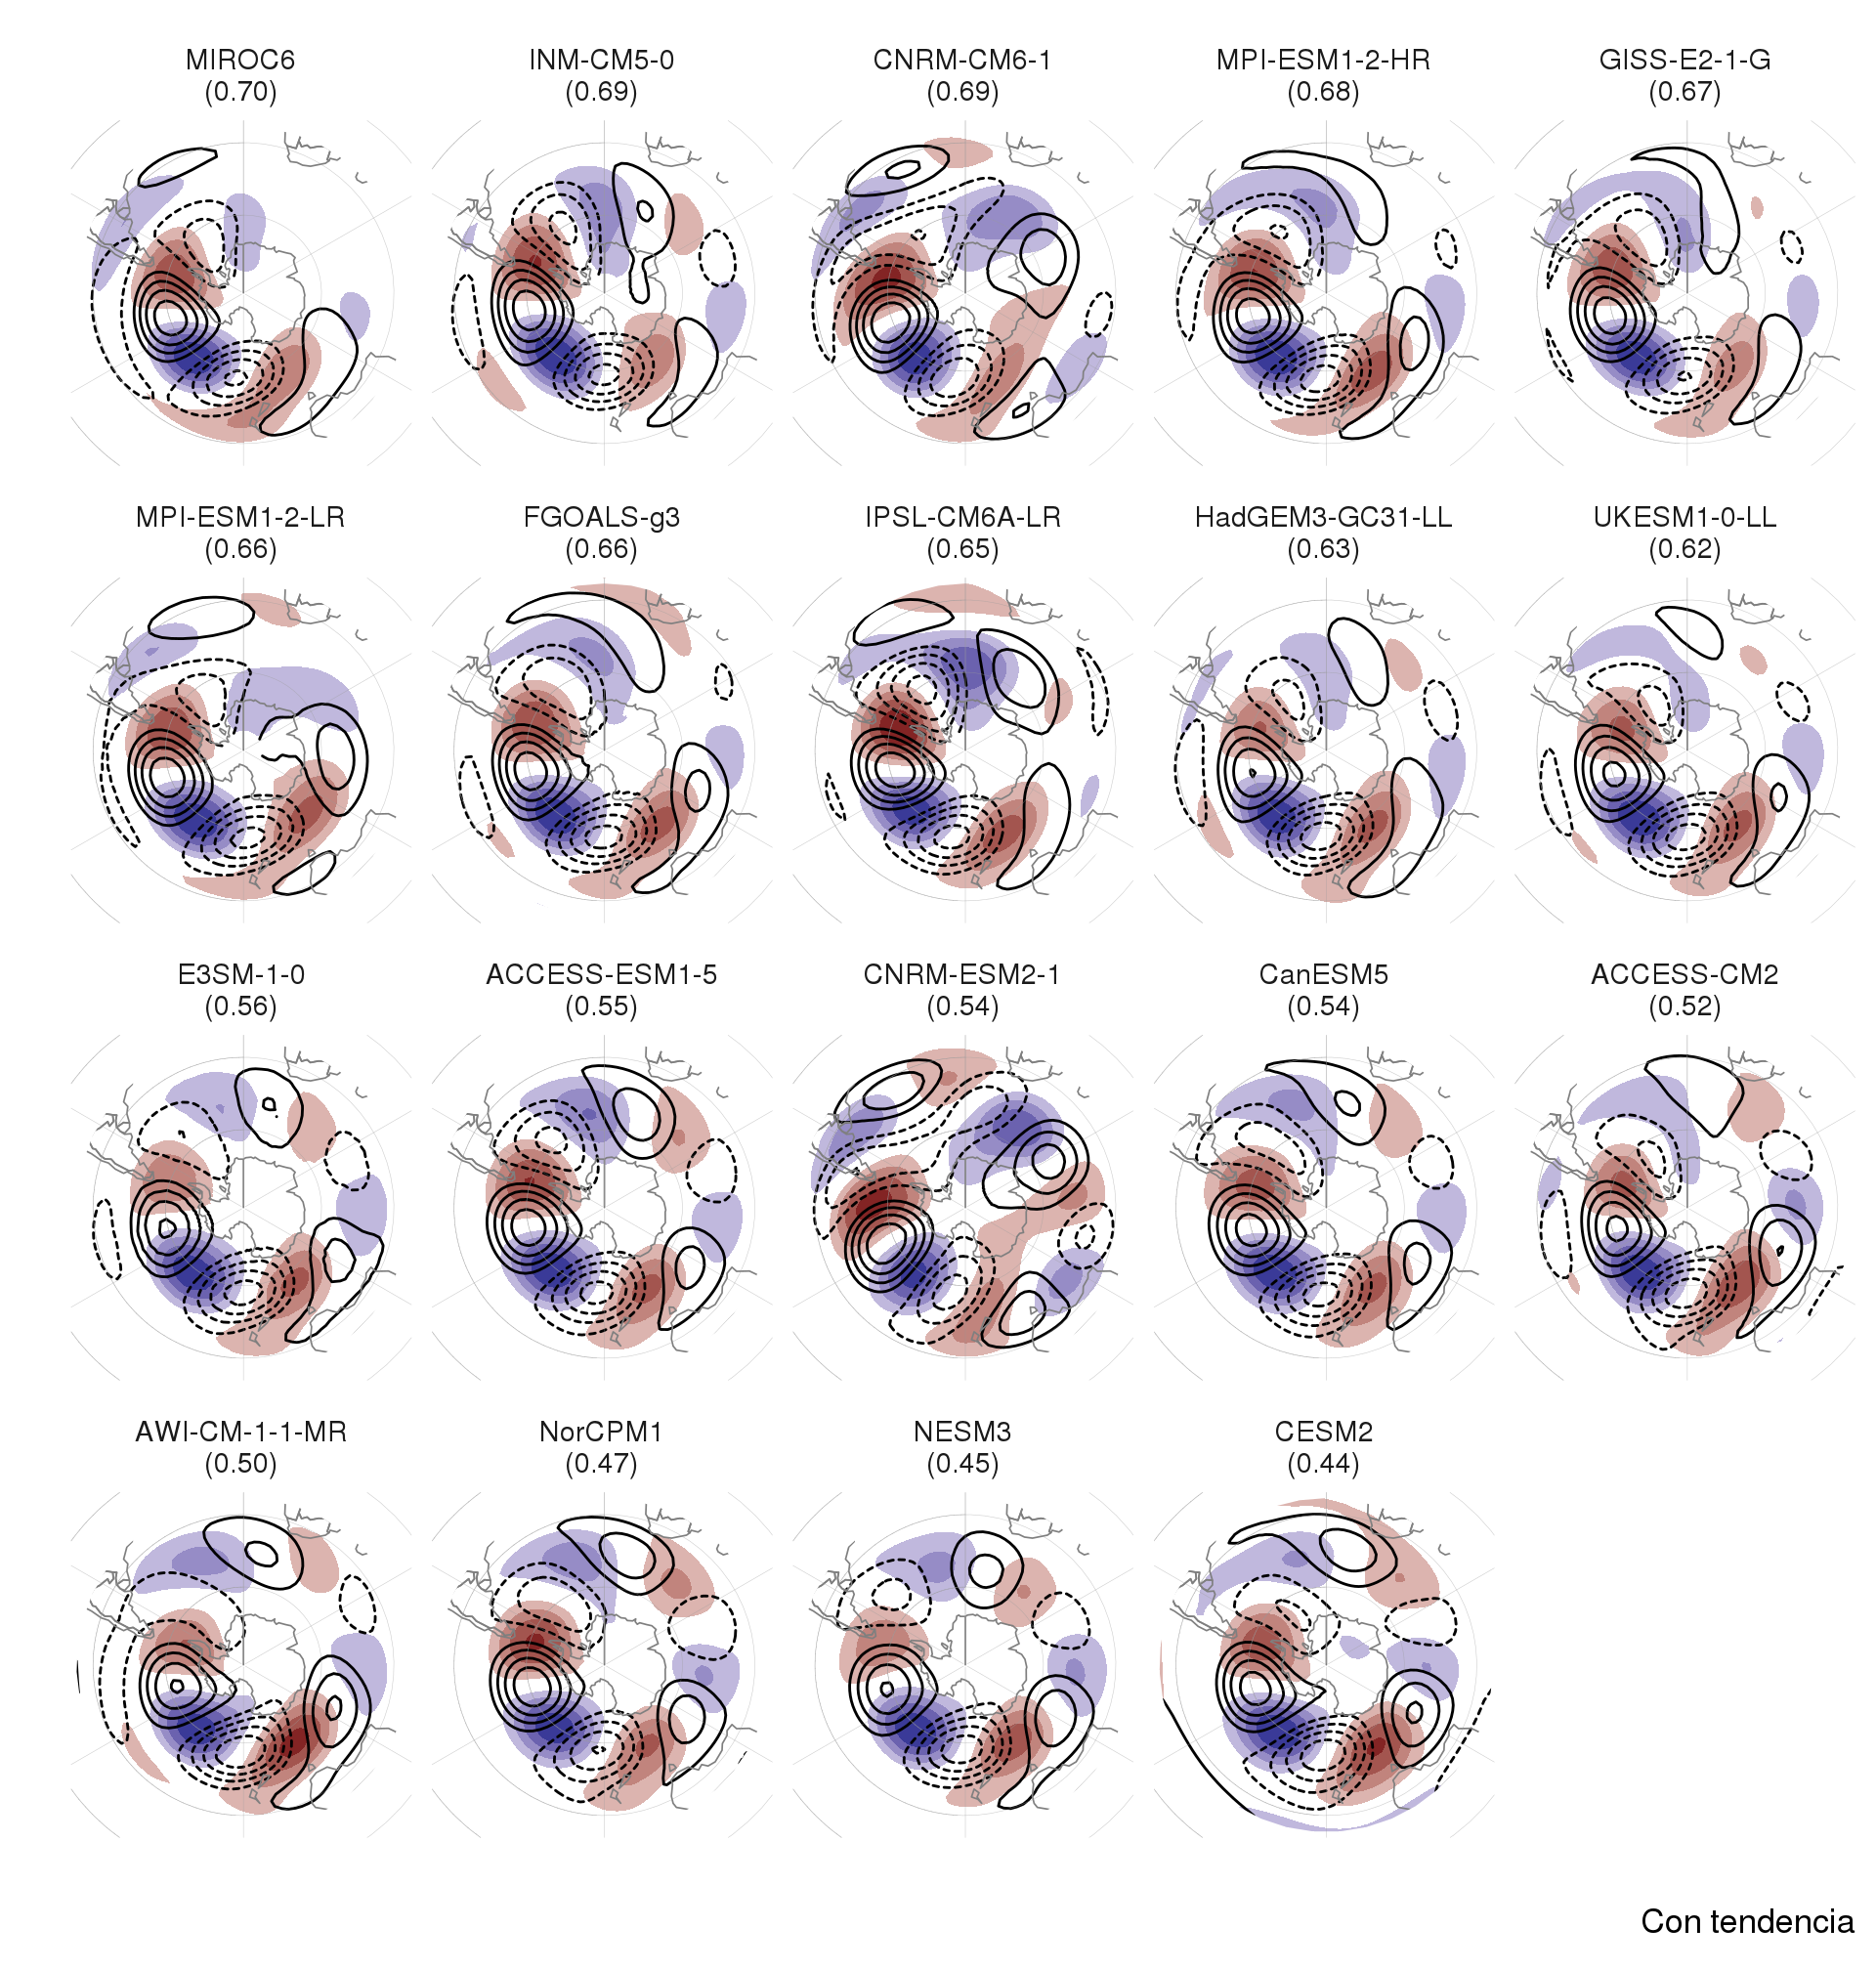 MIROC6
(0.70)
INM-CM5-0
(0.69)
CNRM-CM6-1
(0.69)
MPI-ESM1-2-HR
(0.68)
GISS-E2-1-G
(0.67)
MPI-ESM1-2-LR
(0.66)
FGOALS-g3
(0.66)
IPSL-CM6A-LR
(0.65)
HadGEM3-GC31-LL
(0.63)
UKESM1-0-LL
(0.62)
E3SM-1-0
(0.56)
ACCESS-ESM1-5
(0.55)
CNRM-ESM2-1
(0.54)
CanESM5
(0.54)
ACCESS-CM2
(0.52)
AWI-CM-1-1-MR
(0.50)
NorCPM1
(0.47)
NESM3
(0.45)
CESM2
(0.44)
Con tendencia